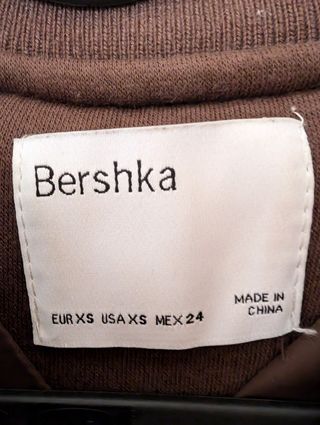 Bershka
EUR XS USA XS MEX 24
MADE IN
CHINA